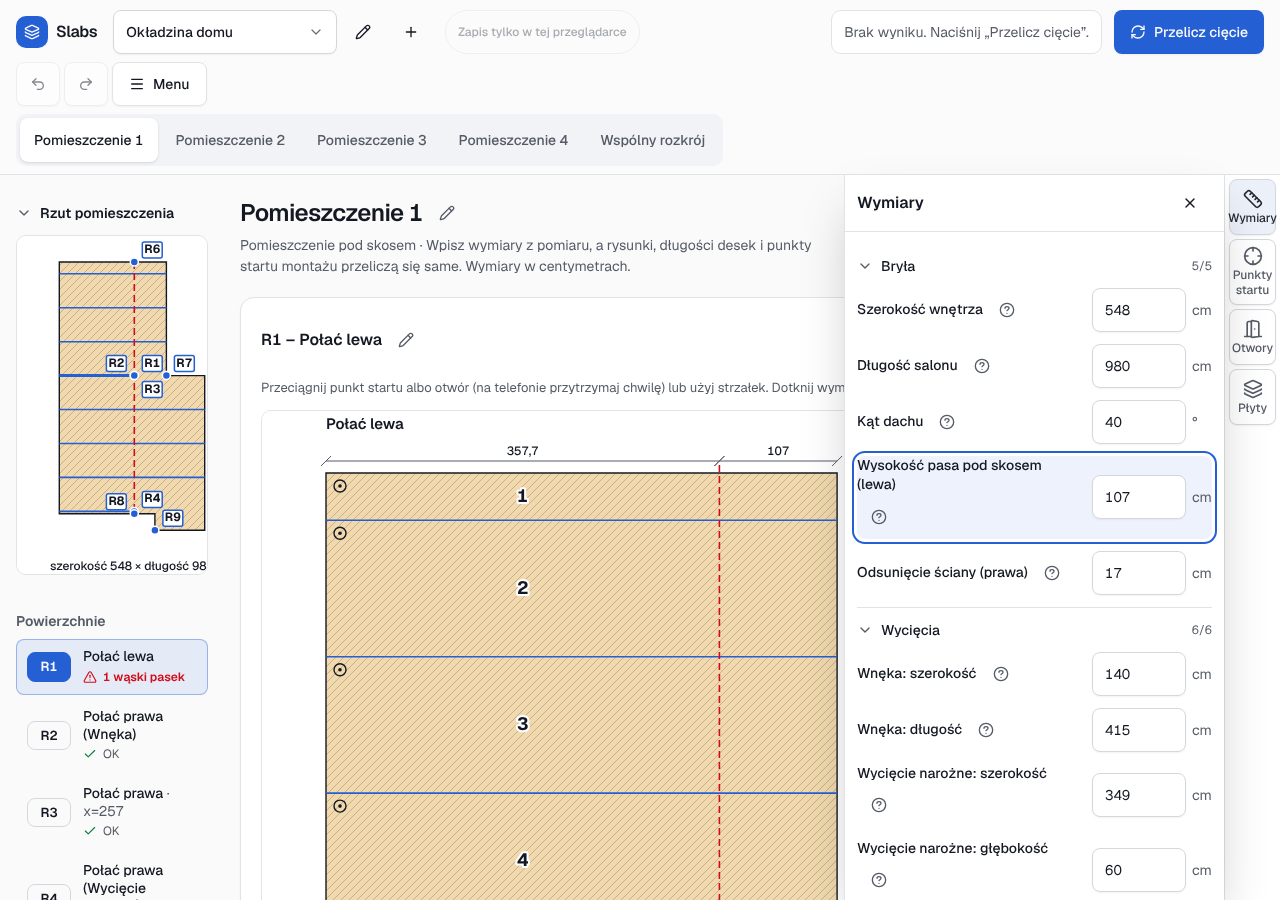 Slabs
Okładzina domu
Zapis tylko w tej przeglądarce
Brak wyniku. Naciśnij „Przelicz cięcie”.
Przelicz cięcie
Menu
Pomieszczenie 1
Pomieszczenie 2
Pomieszczenie 3
Pomieszczenie 4
Wspólny rozkrój
Rzut pomieszczenia
R6
R2
R1
R7
R3
R8
R4
R9
szerokość 548 × długość 98
Powierzchnie
R1
Połać lewa
1 wąski pasek
R2
Połać prawa
(Wnęka)
OK
R3
Połać prawa ·
x=257
OK
R4
Połać prawa
(Wycięcie
Pomieszczenie 1
Pomieszczenie pod skosem · Wpisz wymiary z pomiaru, a rysunki, długości desek i punkty
startu montażu przeliczą się same. Wymiary w centymetrach.
R1 – Połać lewa
Przeciągnij punkt startu albo otwór (na telefonie przytrzymaj chwilę) lub użyj strzałek. Dotknij wym
Połać lewa
357,7
107
1
2
3
4
Wymiary
Bryła
5/5
Szerokość wnętrza
548
cm
Długość salonu
980
cm
Kąt dachu
40
°
Wysokość pasa pod skosem
(lewa)
107
cm
Odsunięcie ściany (prawa)
17
cm
Wycięcia
6/6
Wnęka: szerokość
140
cm
Wnęka: długość
415
cm
Wycięcie narożne: szerokość
349
cm
Wycięcie narożne: głębokość
60
cm
Wymiary
Punkty
startu
Otwory
Płyty